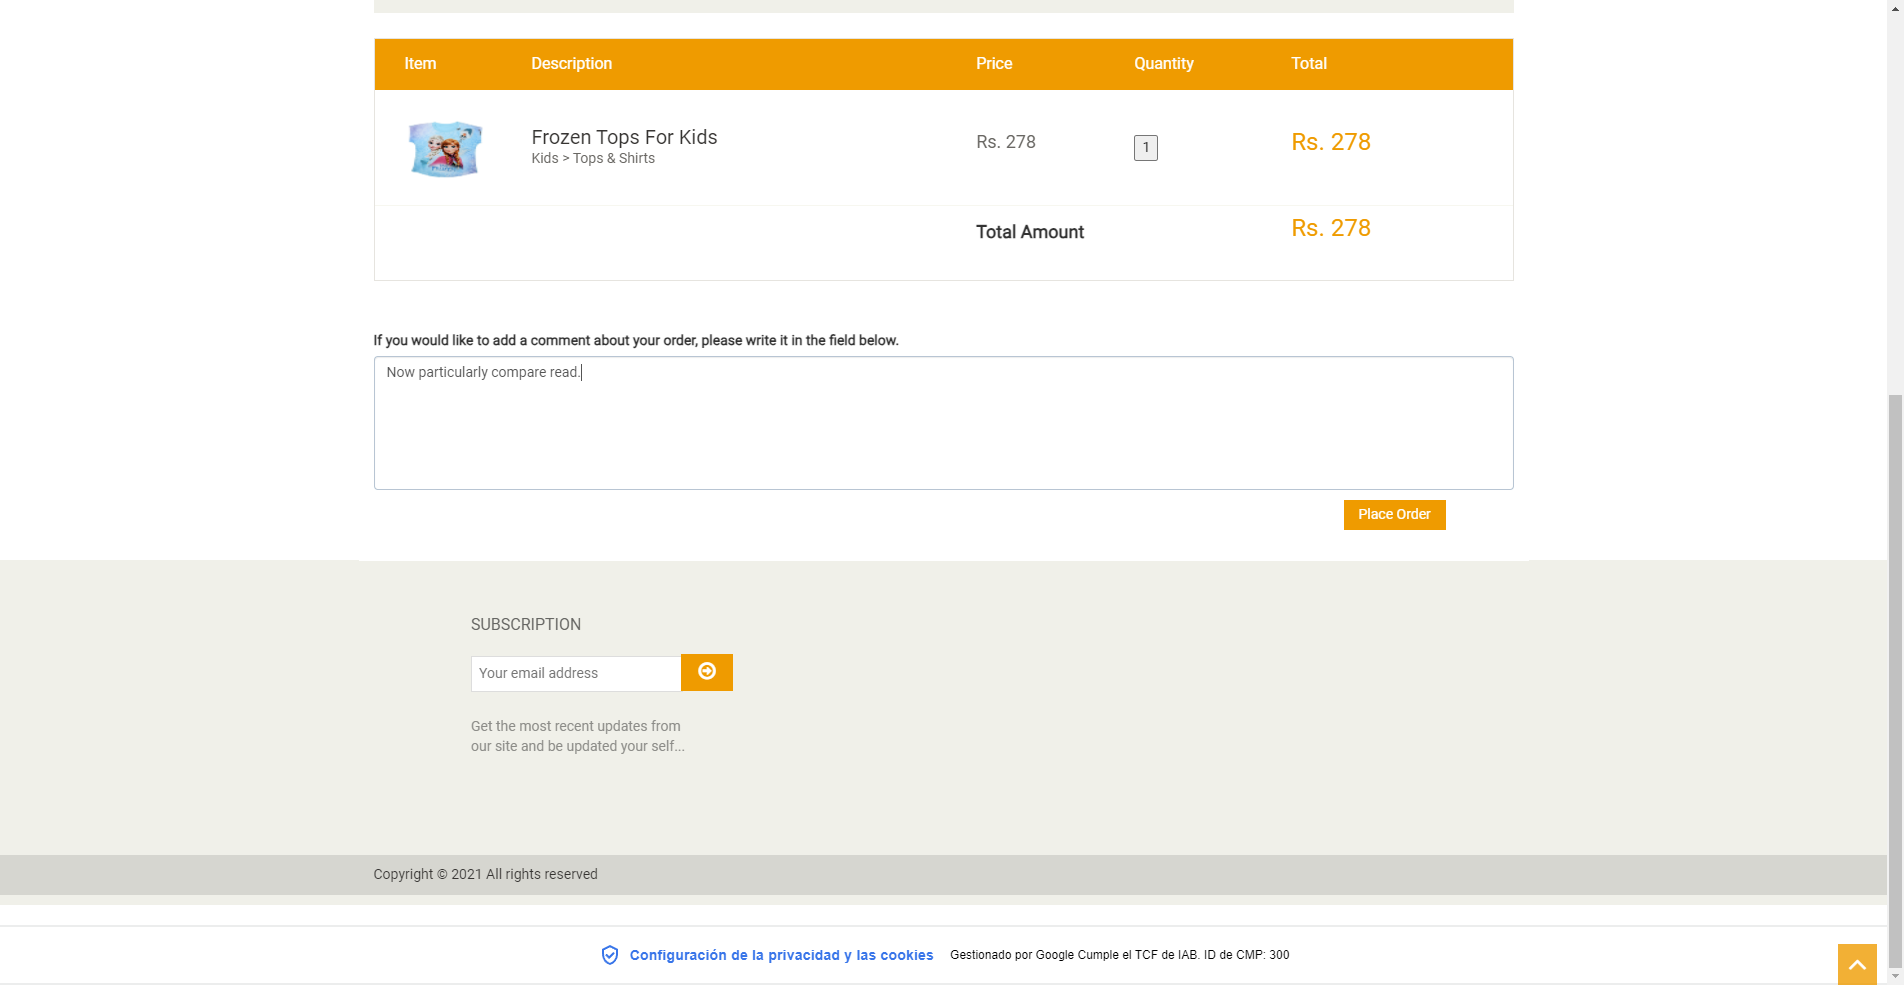 Item Description Price Quantity Total
Frozen Tops For Kids
Kids > Tops & Shirts
Rs. 278
1
Rs. 278
Total Amount Rs. 278
If you would like to add a comment about your order, please write it in the field below.
Now particularly compare read.
Place Order
SUBSCRIPTION
Your email address
Get the most recent updates from
our site and be updated your self...
Copyright © 2021 All rights reserved
Configuración de la privacidad y las cookies Gestionado por Google Cumple el TCF de IAB. ID de CMP: 300